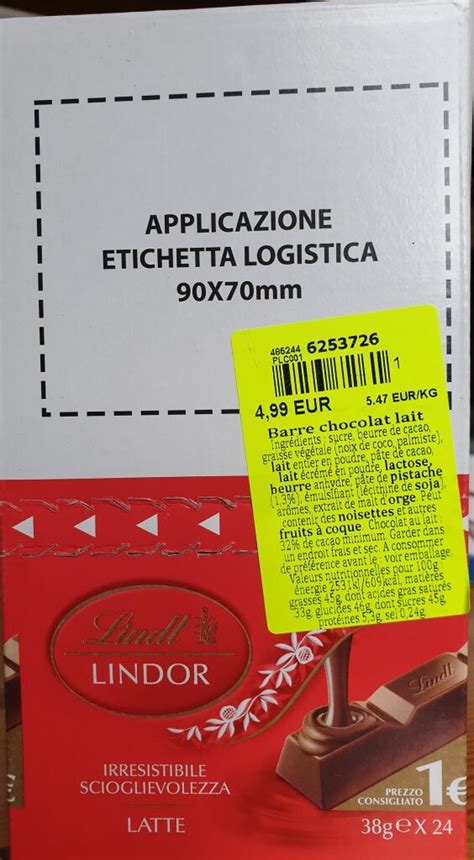 APPLICAZIONE
ETICHETTA LOGISTICA
90X70mm
485244 6253726
PLC001
1
4,99 EUR 5.47 EUR/KG
Barre chocolat lait
Ingrédients : sucre, beurre de cacao,
graisse végétale (noix de coco, palmiste),
lait entier en poudre, pâte de cacao,
lait écrémé en poudre, lactose,
beurre anhydre, pâte de pistache
(1.3%), émulsifiant (lécithine de soja),
arômes, extrait de malt d'orge. Peut
contenir des noisettes et autres
fruits à coque. Chocolat au lait :
32% de cacao minimum. Garder dans
un endroit frais et sec. A consommer
de préférence avant le : voir emballage.
Valeurs nutritionnelles pour 100g :
énergie 2531kJ/609kcal, matières
grasses 45g, dont acides gras saturés
33g, glucides 46g, dont sucres 45g,
protéines 5,3g, sel 0,24g
Lindt
LINDOR
Lindt
IRRESISTIBILE
SCIOGLIEVOLEZZA
LATTE
PREZZO
CONSIGLIATO 1€
38g e X 24